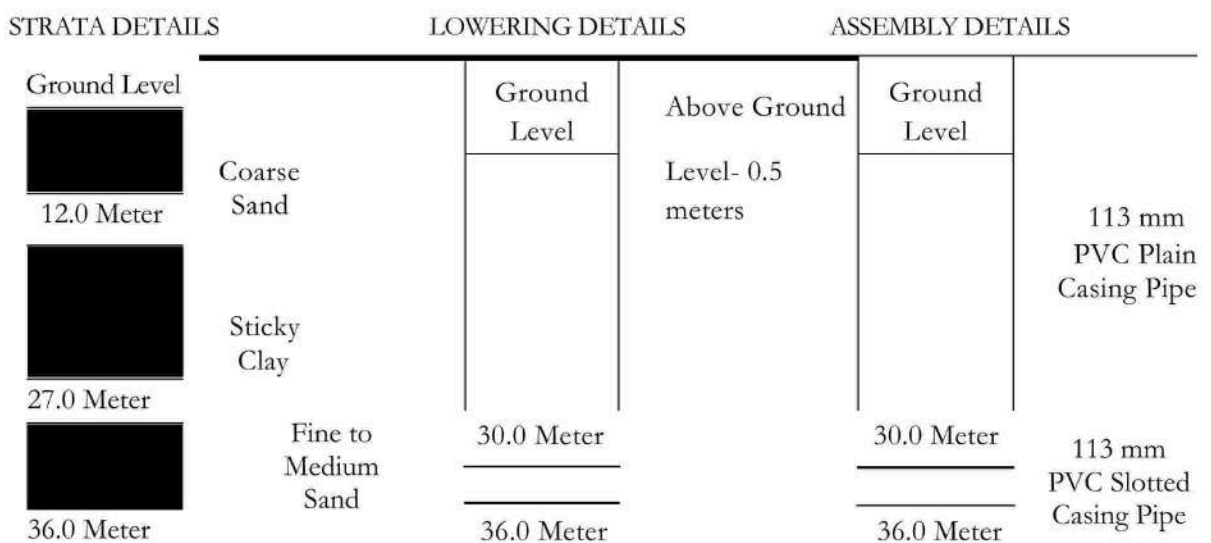 STRATA DETAILS
LOWERING DETAILS
ASSEMBLY DETAILS
Ground Level
12.0 Meter
27.0 Meter
36.0 Meter
Coarse
Sand
Sticky
Clay
Fine to
Medium
Sand
Ground
Level
30.0 Meter
36.0 Meter
Above Ground
Level- 0.5
meters
Ground
Level
30.0 Meter
36.0 Meter
113 mm
PVC Plain
Casing Pipe
113 mm
PVC Slotted
Casing Pipe